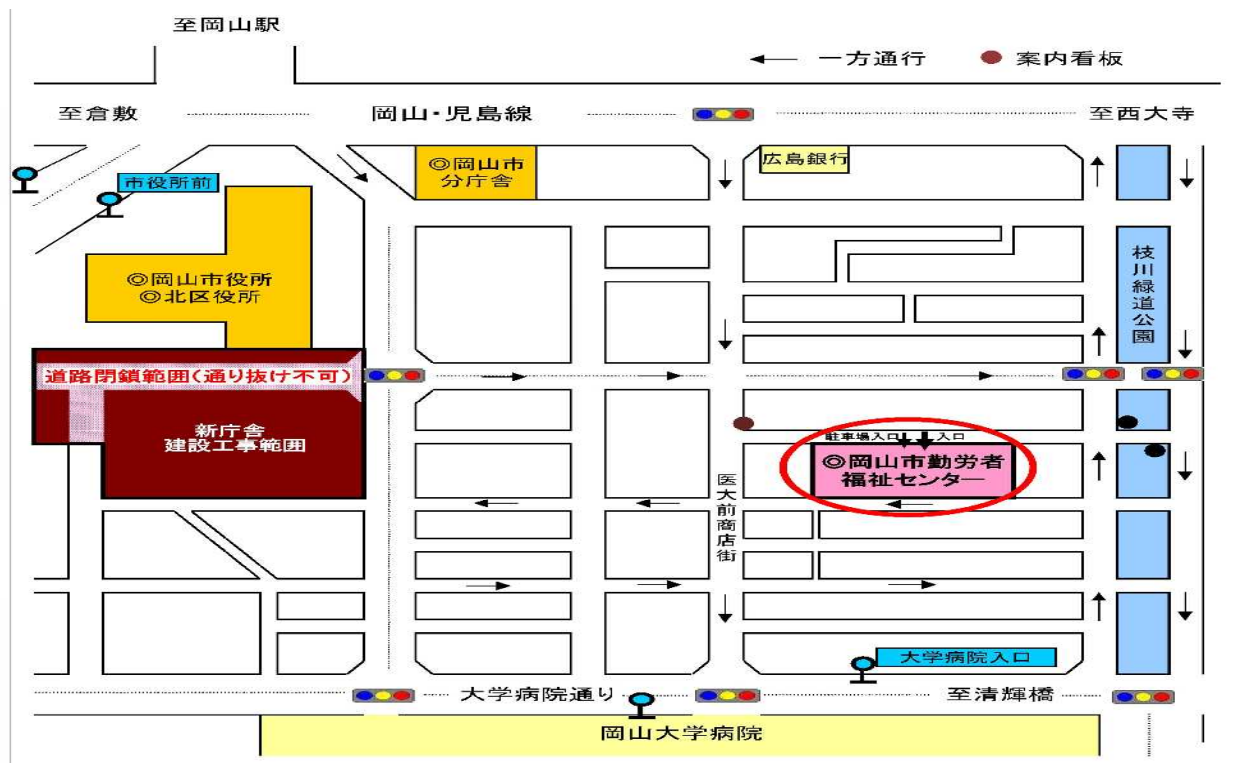 至岡山駅
一方通行
案内看板
至倉敷
岡山・児島線
至西大寺
◎岡山市
分庁舎
広島銀行
市役所前
◎岡山市役所
◎北区役所
枝川緑道公園
道路閉鎖範囲(通り抜け不可)
新庁舎
建設工事範囲
駐車場入口
入口
◎岡山市勤労者
福祉センター
医大前商店街
大学病院入口
大学病院通り
至清輝橋
岡山大学病院